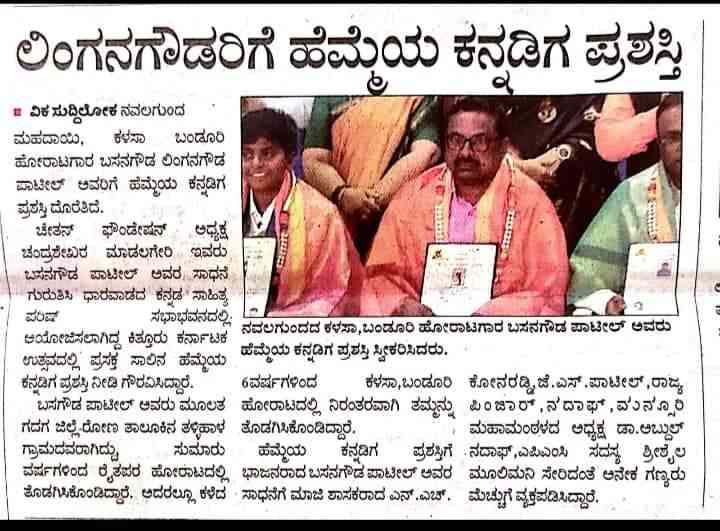 ಲಿಂಗನಗೌಡರಿಗೆ ಹೆಮ್ಮೆಯ ಕನ್ನಡಿಗ ಪ್ರಶಸ್ತಿ
ವಿಕ ಸುದ್ದಿಲೋಕ ನವಲಗುಂದ
ಮಹದಾಯಿ, ಕಳಸಾ ಬಂಡೂರಿ
ಹೋರಾಟಗಾರ ಬಸನಗೌಡ ಲಿಂಗನಗೌಡ
ಪಾಟೀಲ್ ಅವರಿಗೆ ಹೆಮ್ಮೆಯ ಕನ್ನಡಿಗ
ಪ್ರಶಸ್ತಿ ದೊರೆತಿದೆ.
ಚೇತನ್ ಫೌಂಡೇಷನ್ ಅಧ್ಯಕ್ಷ
ಚಂದ್ರಶೇಖರ ಮಾಡಲಗೇರಿ ಇವರು
ಬಸನಗೌಡ ಪಾಟೀಲ್ ಅವರ ಸಾಧನೆ
ಗುರುತಿಸಿ ಧಾರವಾಡದ ಕನ್ನಡ ಸಾಹಿತ್ಯ
ಪರಿಷ್ ಸಭಾಭವನದಲ್ಲಿ
ಆಯೋಜಿಸಲಾಗಿದ್ದ ಕಿತ್ತೂರು ಕರ್ನಾಟಕ
ಉತ್ಸವದಲ್ಲಿ ಪ್ರಸಕ್ತ ಸಾಲಿನ ಹೆಮ್ಮೆಯ
ಕನ್ನಡಿಗ ಪ್ರಶಸ್ತಿ ನೀಡಿ ಗೌರವಿಸಿದ್ದಾರೆ.
ಬಸಗೌಡ ಪಾಟೀಲ್ ಅವರು ಮೂಲತ
ಗದಗ ಜಿಲ್ಲೆ ರೋಣ ತಾಲೂಕಿನ ತಳ್ಳಿಹಾಳ
ಗ್ರಾಮದವರಾಗಿದ್ದು, ಸುಮಾರು
ವರ್ಷಗಳಿಂದ ರೈತಪರ ಹೋರಾಟದಲ್ಲಿ
ತೊಡಗಿಸಿಕೊಂಡಿದ್ದಾರೆ. ಅದರಲ್ಲೂ ಕಳೆದ
ನವಲಗುಂದದ ಕಳಸಾ,ಬಂಡೂರಿ ಹೋರಾಟಗಾರ ಬಸನಗೌಡ ಪಾಟೀಲ್ ಅವರು
ಹೆಮ್ಮೆಯ ಕನ್ನಡಿಗ ಪ್ರಶಸ್ತಿ ಸ್ವೀಕರಿಸಿದರು.
6ವರ್ಷಗಳಿಂದ ಕಳಸಾ,ಬಂಡೂರಿ
ಹೋರಾಟದಲ್ಲಿ ನಿರಂತರವಾಗಿ ತಮ್ಮನ್ನು
ತೊಡಗಿಸಿಕೊಂಡಿದ್ದಾರೆ.
ಹೆಮ್ಮೆಯ ಕನ್ನಡಿಗ ಪ್ರಶಸ್ತಿಗೆ
ಭಾಜನರಾದ ಬಸನಗೌಡ ಪಾಟೀಲ್ ಅವರ
ಸಾಧನೆಗೆ ಮಾಜಿ ಶಾಸಕರಾದ ಎನ್.ಎಚ್.
ಕೋನರಡ್ಡಿ,ಜೆ.ಎಸ್.ಪಾಟೀಲ್,ರಾಜ್ಯ
ಪಿಂಜಾರ್,ನದಾಫ್,ಮನ್ಸೂರಿ
ಮಹಾಮಂಠಳದ ಅಧ್ಯಕ್ಷ ಡಾ.ಅಬ್ದುಲ್
ನದಾಫ್,ಎಪಿಎಂಸಿ ಸದಸ್ಯ ಶ್ರೀಶೈಲ
ಮೂಲಿಮನಿ ಸೇರಿದಂತೆ ಅನೇಕ ಗಣ್ಯರು
ಮೆಚ್ಚುಗೆ ವ್ಯಕ್ತಪಡಿಸಿದ್ದಾರೆ.